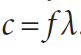 c = fλ.